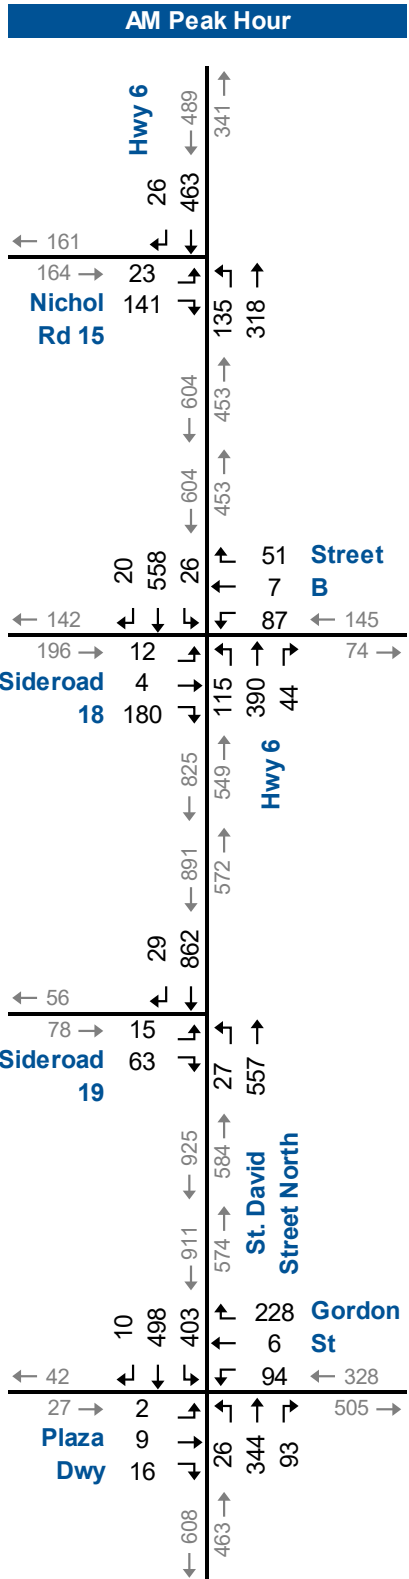 AM Peak Hour
Hwy 6
← 489
341 →
26 463
← 161
164 → 23
Nichol 141
Rd 15
135 318
← 604
453 →
← 604
453 →
20 558 26
51 Street
7 B
87 ← 145
← 142
196 → 12
74 →
Sideroad 4
18 180
115 390 44
← 825
549 →
Hwy 6
← 891
572 →
29 862
← 56
78 → 15
Sideroad 63
19
27 557
← 925
584 →
St. David
Street North
← 911
574 →
10 498 403
228 Gordon
6 St
94 ← 328
← 42
27 → 2
505 →
Plaza 9
Dwy 16
26 344 93
← 608
463 →